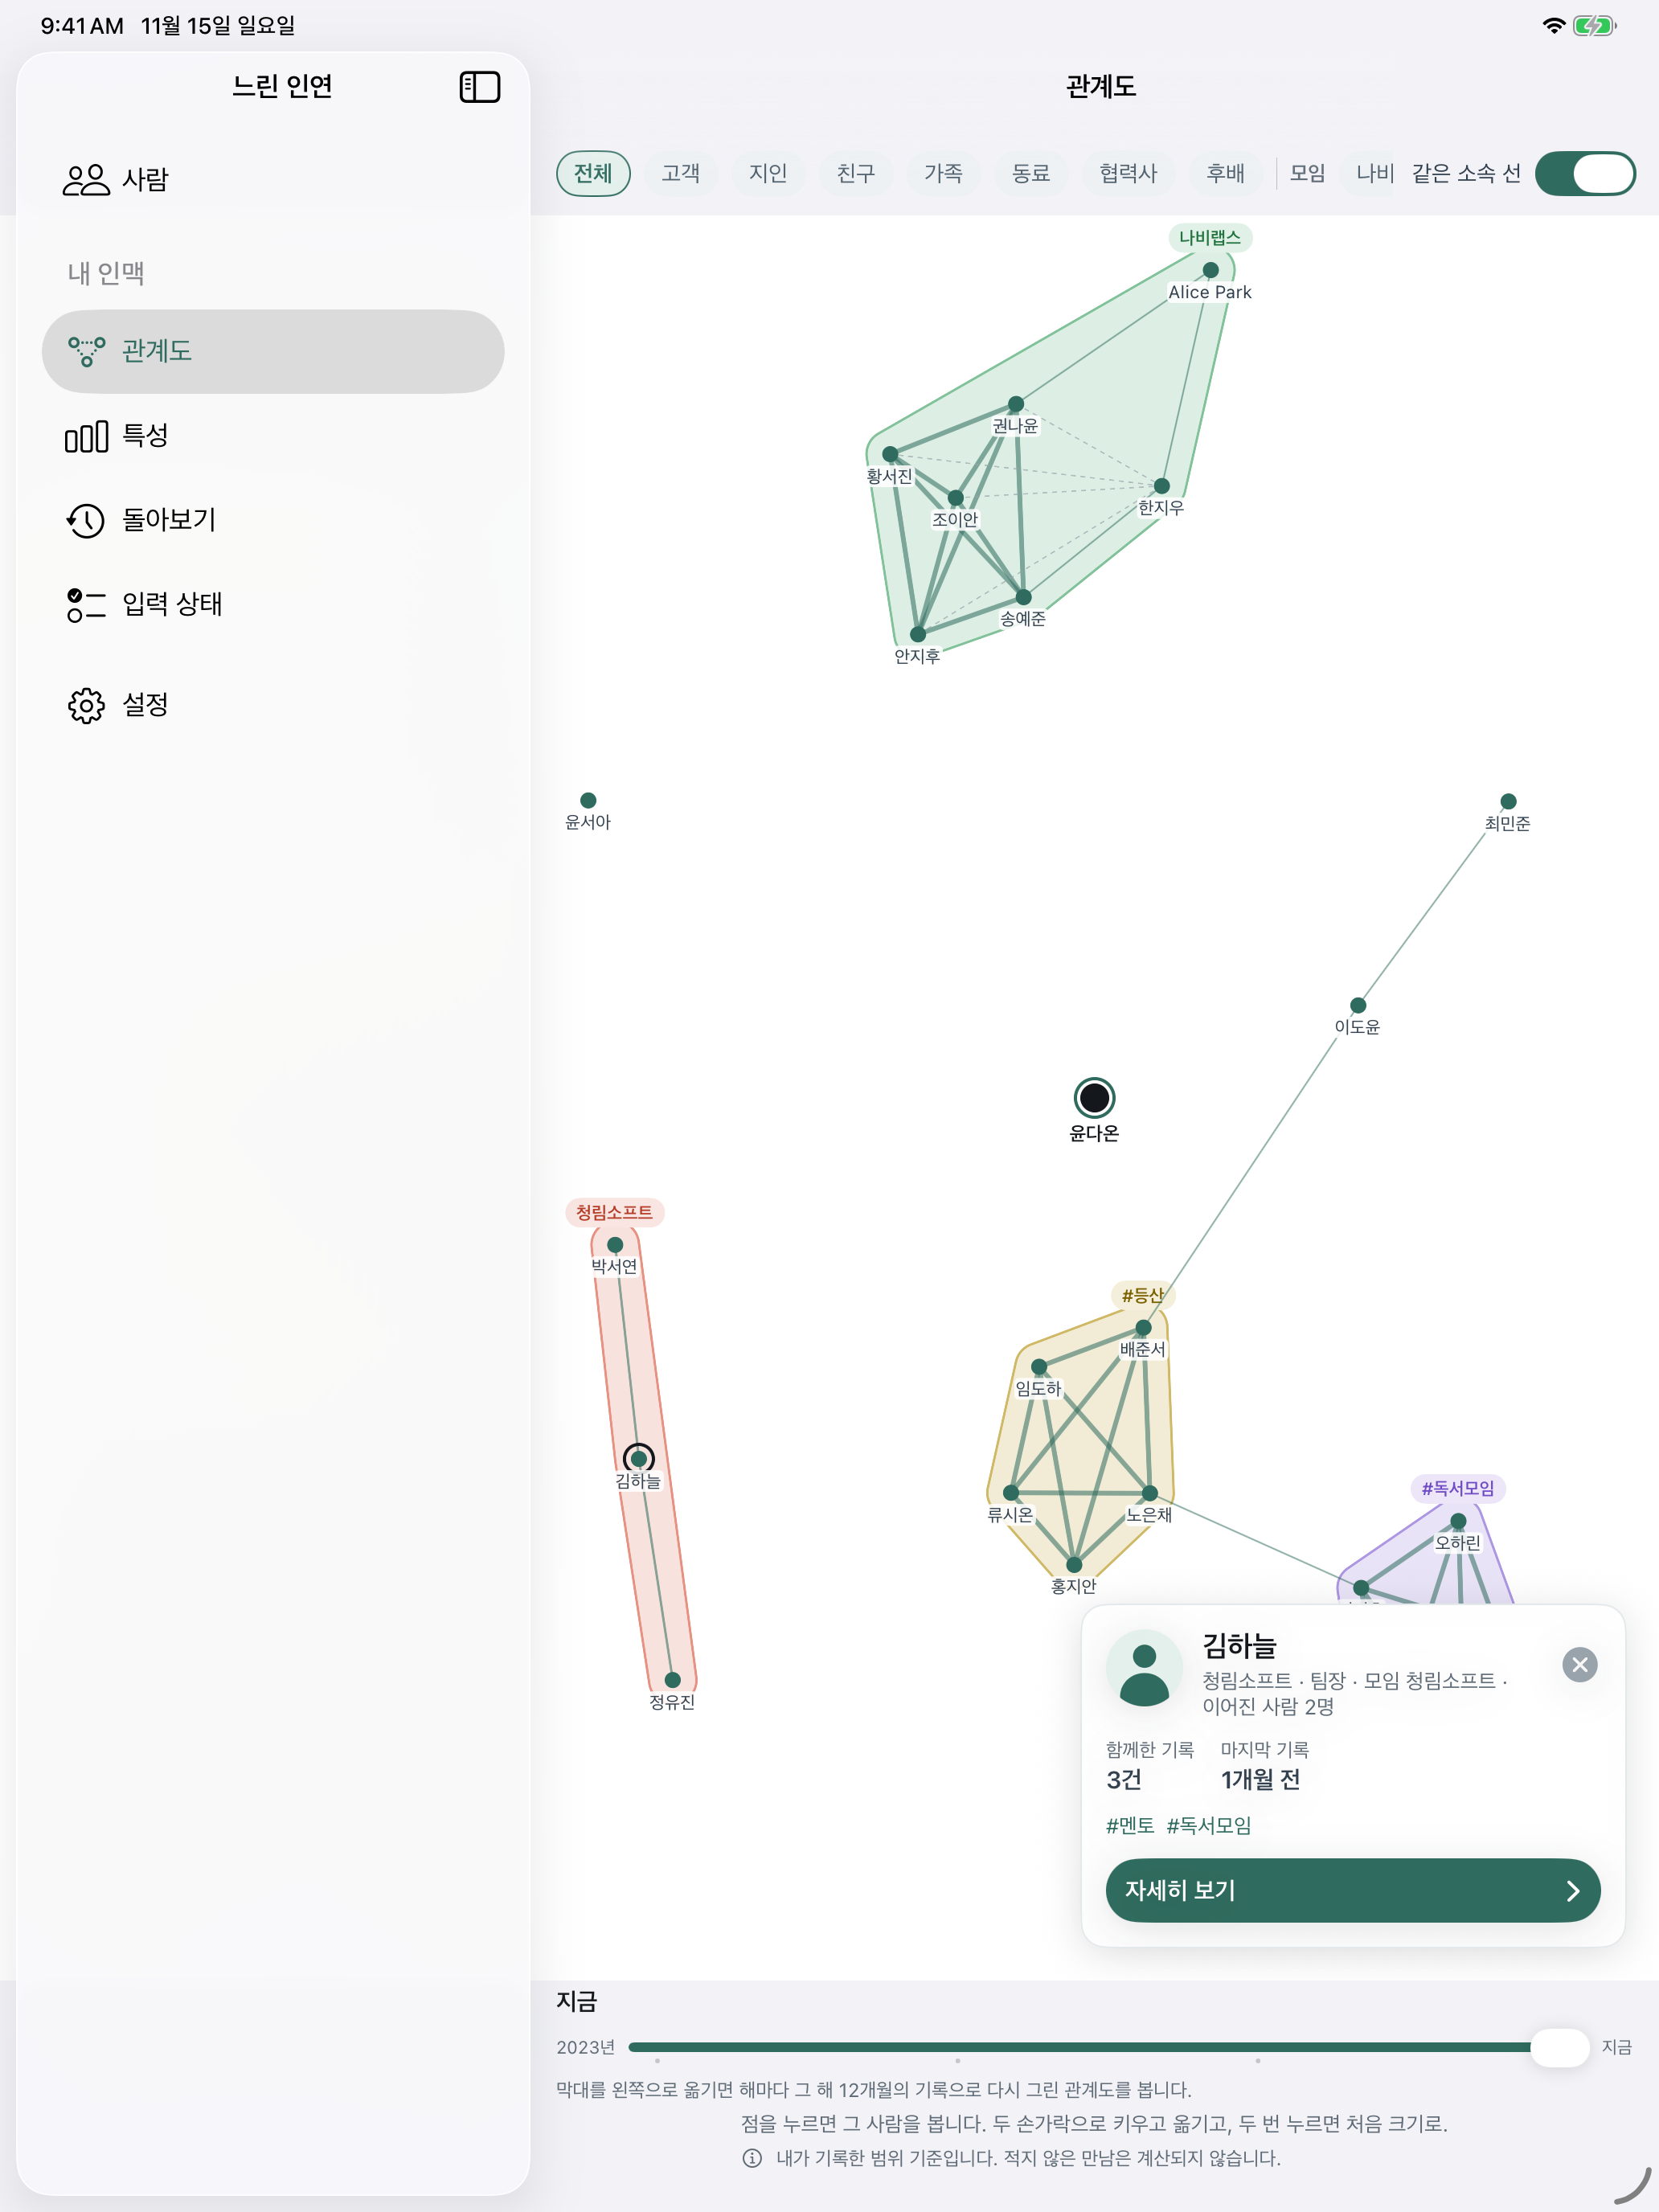 9:41 AM 11월 15일 일요일
느린 인연
사람
내 인맥
관계도
특성
돌아보기
입력 상태
설정
관계도
전체 고객 지인 친구 가족 동료 협력사 후배 모임 나비 같은 소속 선
나비랩스
Alice Park
권나윤
황서진
한지우
조이안
송예준
안지후
윤서아
최민준
이도윤
윤다온
청림소프트
박서연
#등산
배준서
임도하
김하늘
#독서모임
류시온
노은채
오하린
홍지안
정유진
김하늘
청림소프트 · 팀장 · 모임 청림소프트 ·
이어진 사람 2명
함께한 기록 마지막 기록
3건 1개월 전
#멘토 #독서모임
자세히 보기
지금
2023년 지금
막대를 왼쪽으로 옮기면 해마다 그 해 12개월의 기록으로 다시 그린 관계도를 봅니다.
점을 누르면 그 사람을 봅니다. 두 손가락으로 키우고 옮기고, 두 번 누르면 처음 크기로.
내가 기록한 범위 기준입니다. 적지 않은 만남은 계산되지 않습니다.